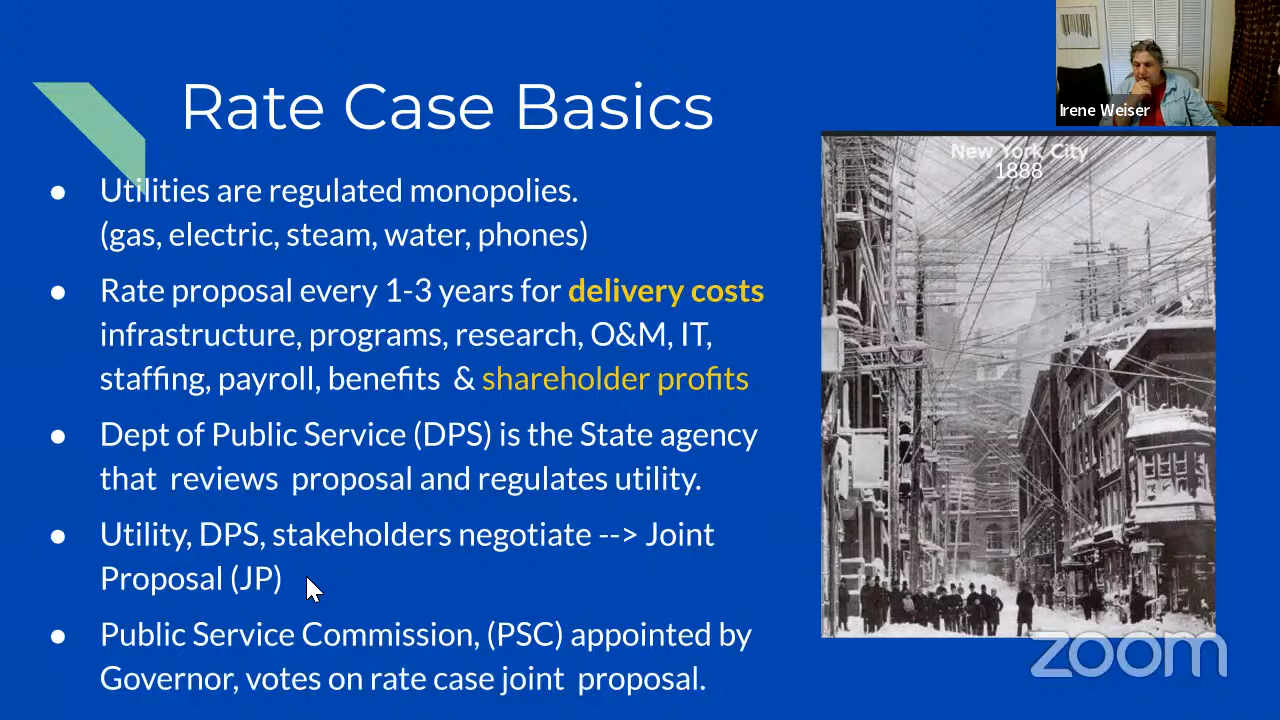 Rate Case Basics
Irene Weiser
New York City
1888
● Utilities are regulated monopolies.
(gas, electric, steam, water, phones)
● Rate proposal every 1-3 years for delivery costs
infrastructure, programs, research, O&M, IT,
staffing, payroll, benefits & shareholder profits
● Dept of Public Service (DPS) is the State agency
that reviews proposal and regulates utility.
● Utility, DPS, stakeholders negotiate --> Joint
Proposal (JP)
● Public Service Commission, (PSC) appointed by
Governor, votes on rate case joint proposal.
zoom